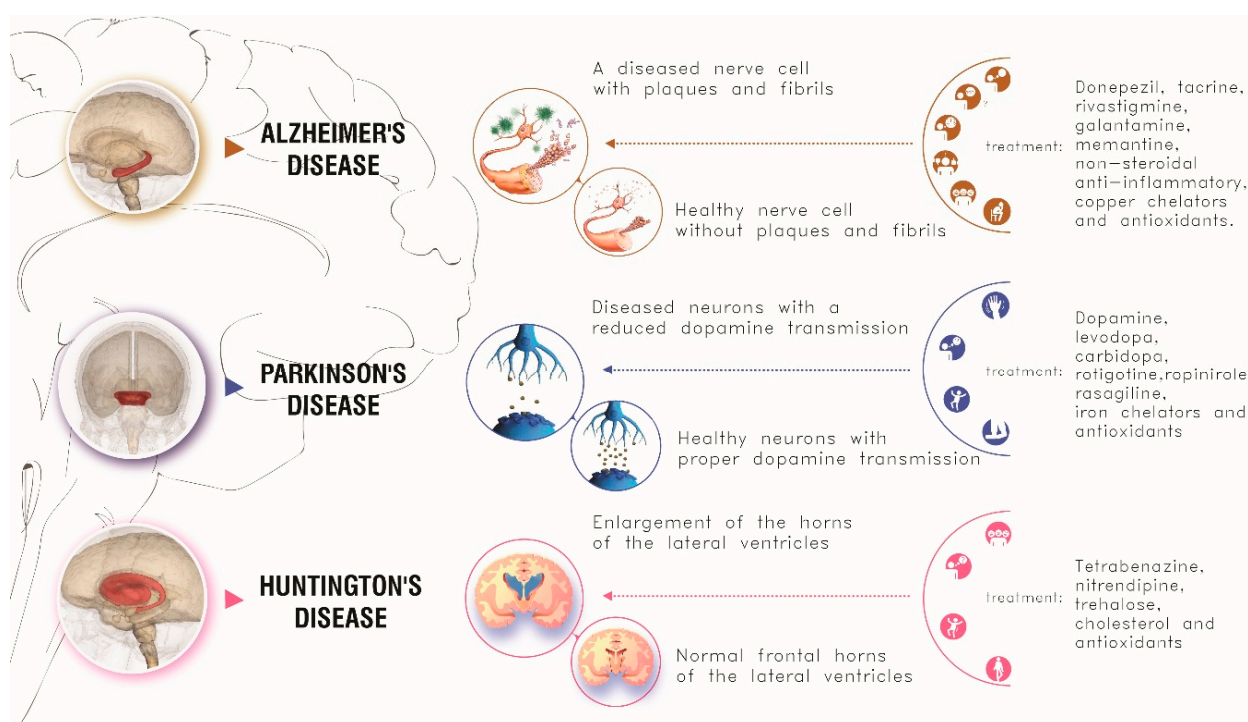 ALZHEIMER'S
DISEASE
A diseased nerve cell
with plaques and fibrils
Healthy nerve cell
without plaques and fibrils
treatment:
Donepezil, tacrine,
rivastigmine,
galantamine,
memantine,
non-steroidal
anti-inflammatory,
copper chelators
and antioxidants.
PARKINSON'S
DISEASE
Diseased neurons with a
reduced dopamine transmission
Healthy neurons with
proper dopamine transmission
treatment:
Dopamine,
levodopa,
carbidopa,
rotigotine,ropinirole
rasagiline,
iron chelators and
antioxidants
HUNTINGTON'S
DISEASE
Enlargement of the horns
of the lateral ventricles
Normal frontal horns
of the lateral ventricles
treatment:
Tetrabenazine,
nitrendipine,
trehalose,
cholesterol and
antioxidants